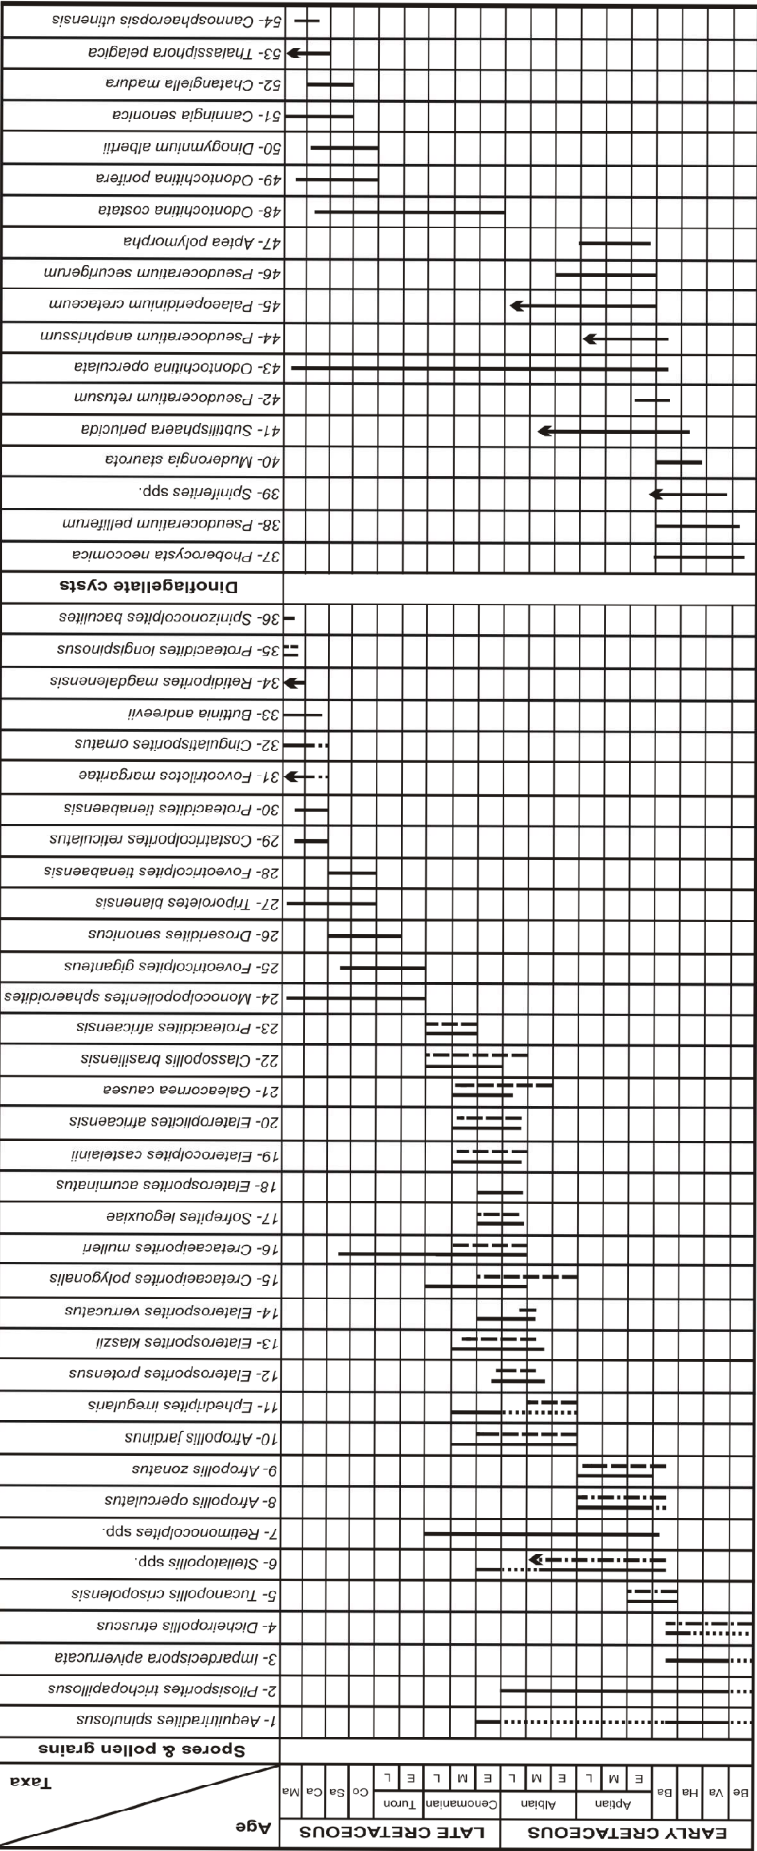 EARLY CRETACEOUS LATE CRETACEOUS Age
Aptian Albian Cenomanian Turon
Be Va Ha Ba E M L E M L E M L E L Co Sa Ca Ma
Taxa
Spores & pollen grains
1- Aequitriradites spinulosus
2- Pilosisporites trichopapillosus
3- Impardecispora apiverrucata
4- Dicheiropollis etruscus
5- Tucanopollis crisopolensis
6- Stellatopollis spp.
7- Retimonocolpites spp.
8- Afropollis operculatus
9- Afropollis zonatus
10- Afropollis jardinus
11- Ephedripites irregularis
12- Elaterosporites protensus
13- Elaterosporites klaszii
14- Elaterosporites verrucatus
15- Cretacaeiporites polygonalis
16- Cretacaeiporites mulleri
17- Sofrepites legouxiae
18- Elaterosporites acuminatus
19- Elaterocolpites castelainii
20- Elateroplicites africaensis
21- Galeacornea causea
22- Classopollis brasiliensis
23- Proteacidites africaensis
24- Monocolpopollenites sphaeroidites
25- Foveotricolpites giganteus
26- Droseridites senonicus
27- Triporoletes blanensis
28- Foveotricolpites tienabaensis
29- Costatricolporites reticulatus
30- Proteacidites tienabaensis
31- Foveotriletes margaritae
32- Cingulatisporites ornatus
33- Buttinia andreevii
34- Retidiporites magdalenensis
35- Proteacidites longispinosus
36- Spinizonocolpites baculites
Dinoflagellate cysts
37- Phoberocysta neocomica
38- Pseudoceratium pelliferum
39- Spiniferites spp.
40- Muderongia staurota
41- Subtilisphaera perlucida
42- Pseudoceratium retusum
43- Odontochitina operculata
44- Pseudoceratium anaphrissum
45- Palaeoperidinium cretaceum
46- Pseudoceratium securigerum
47- Aptea polymorpha
48- Odontochitina costata
49- Odontochitina porifera
50- Dinogymnium albertii
51- Canningia senonica
52- Chatangiella madura
53- Thalassiphora pelagica
54- Cannosphaeropsis utinensis